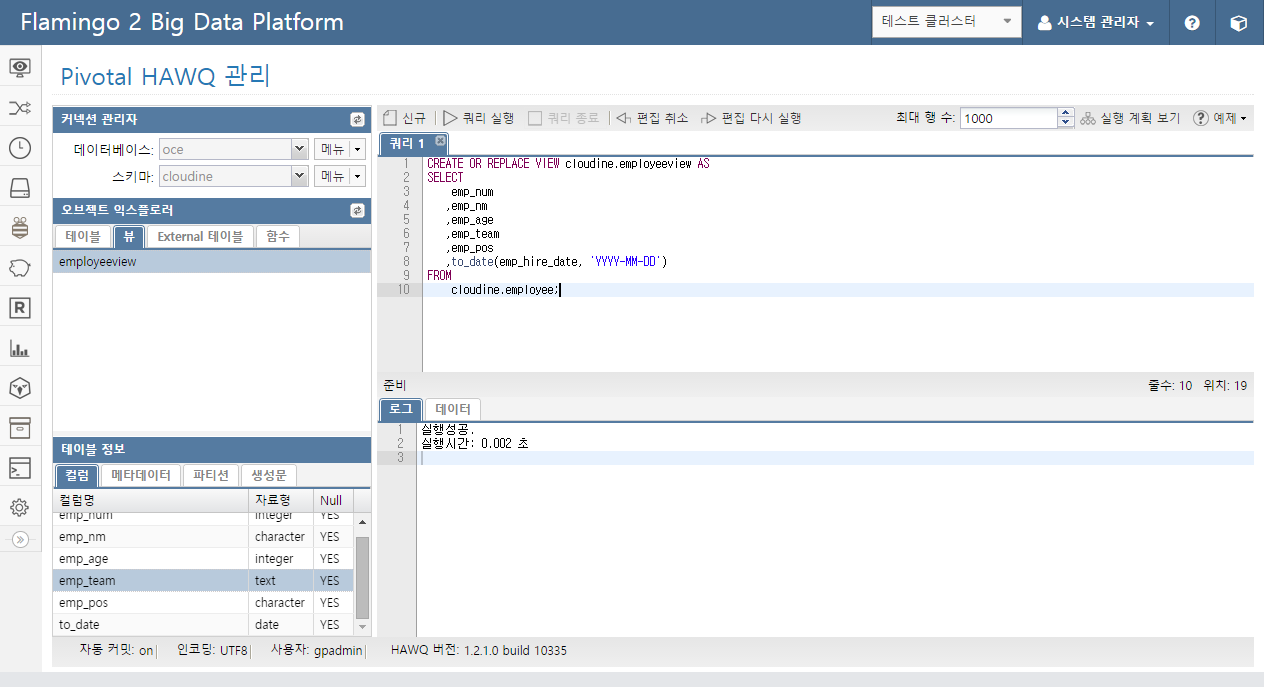 Flamingo 2 Big Data Platform
테스트 클러스터
시스템 관리자
Pivotal HAWQ 관리
커넥션 관리자
데이터베이스: oce 메뉴
스키마: cloudine 메뉴
오브젝트 익스플로러
테이블 뷰 External 테이블 함수
employeeview
테이블 정보
컬럼 메타데이터 파티션 생성문
컬럼명 자료형 Null
emp_num integer YES
emp_nm character YES
emp_age integer YES
emp_team text YES
emp_pos character YES
to_date date YES
신규 쿼리 실행 쿼리 종료 편집 취소 편집 다시 실행 최대 행 수: 1000 실행 계획 보기 예제
쿼리 1
1 CREATE OR REPLACE VIEW cloudine.employeeview AS
2 SELECT
3 emp_num
4 ,emp_nm
5 ,emp_age
6 ,emp_team
7 ,emp_pos
8 ,to_date(emp_hire_date, 'YYYY-MM-DD')
9 FROM
10 cloudine.employee;
준비 줄수: 10 위치: 19
로그 데이터
1 실행성공.
2 실행시간: 0.002 초
3
자동 커밋: on 인코딩: UTF8 사용자: gpadmin HAWQ 버전: 1.2.1.0 build 10335